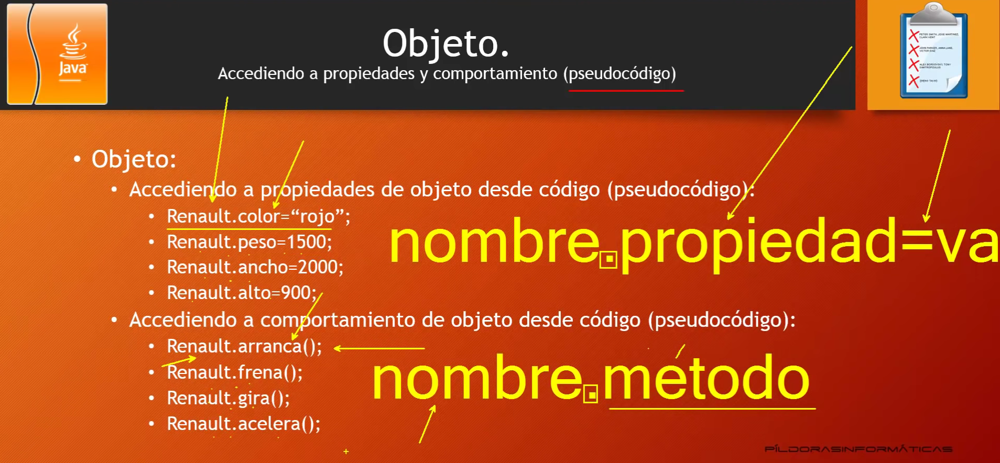 Java
Objeto.
Accediendo a propiedades y comportamiento (pseudocódigo)
PETER SMITH, JOSE MARTINEZ,
CLARK KENT
JOHN PARKER, ANNA LANE,
VICTOR DIAZ
ALEX BORDOVSKY, TONY
DIMITROPOULUS
• Objeto:
• Accediendo a propiedades de objeto desde código (pseudocódigo):
• Renault.color=“rojo”;
• Renault.peso=1500;
• Renault.ancho=2000;
• Renault.alto=900;
nombre.propiedad=va
• Accediendo a comportamiento de objeto desde código (pseudocódigo):
• Renault.arranca();
• Renault.frena();
• Renault.gira();
• Renault.acelera();
nombre.método
PÍLDORASINFORMÁTICAS